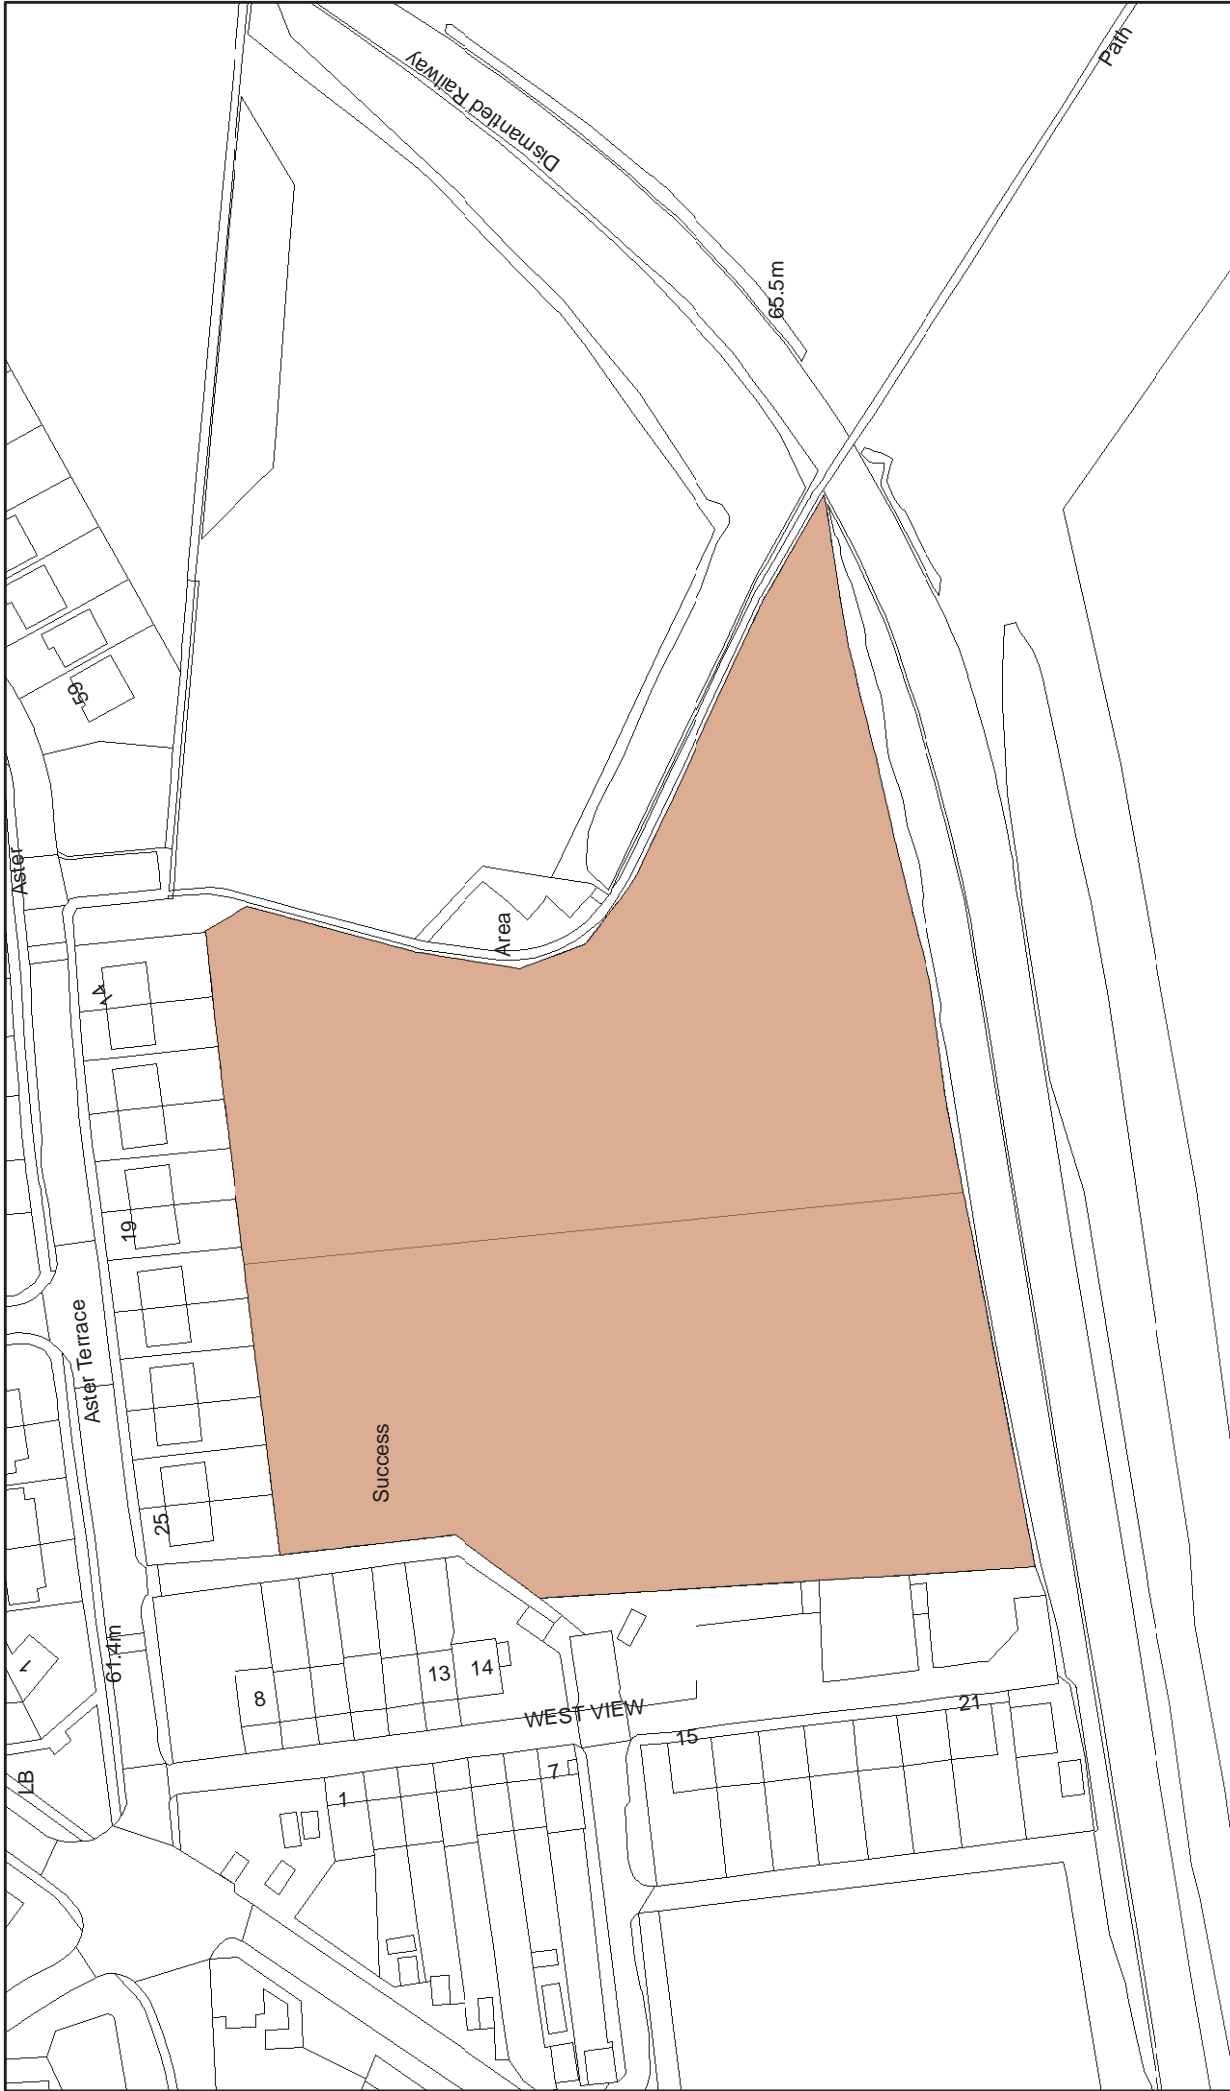 Dismantled Railway
Path
65.5m
59
Aster
Area
19
Aster Terrace
Success
25
61.4m
1
8
13
14
WEST VIEW
21
15
LB
1
7